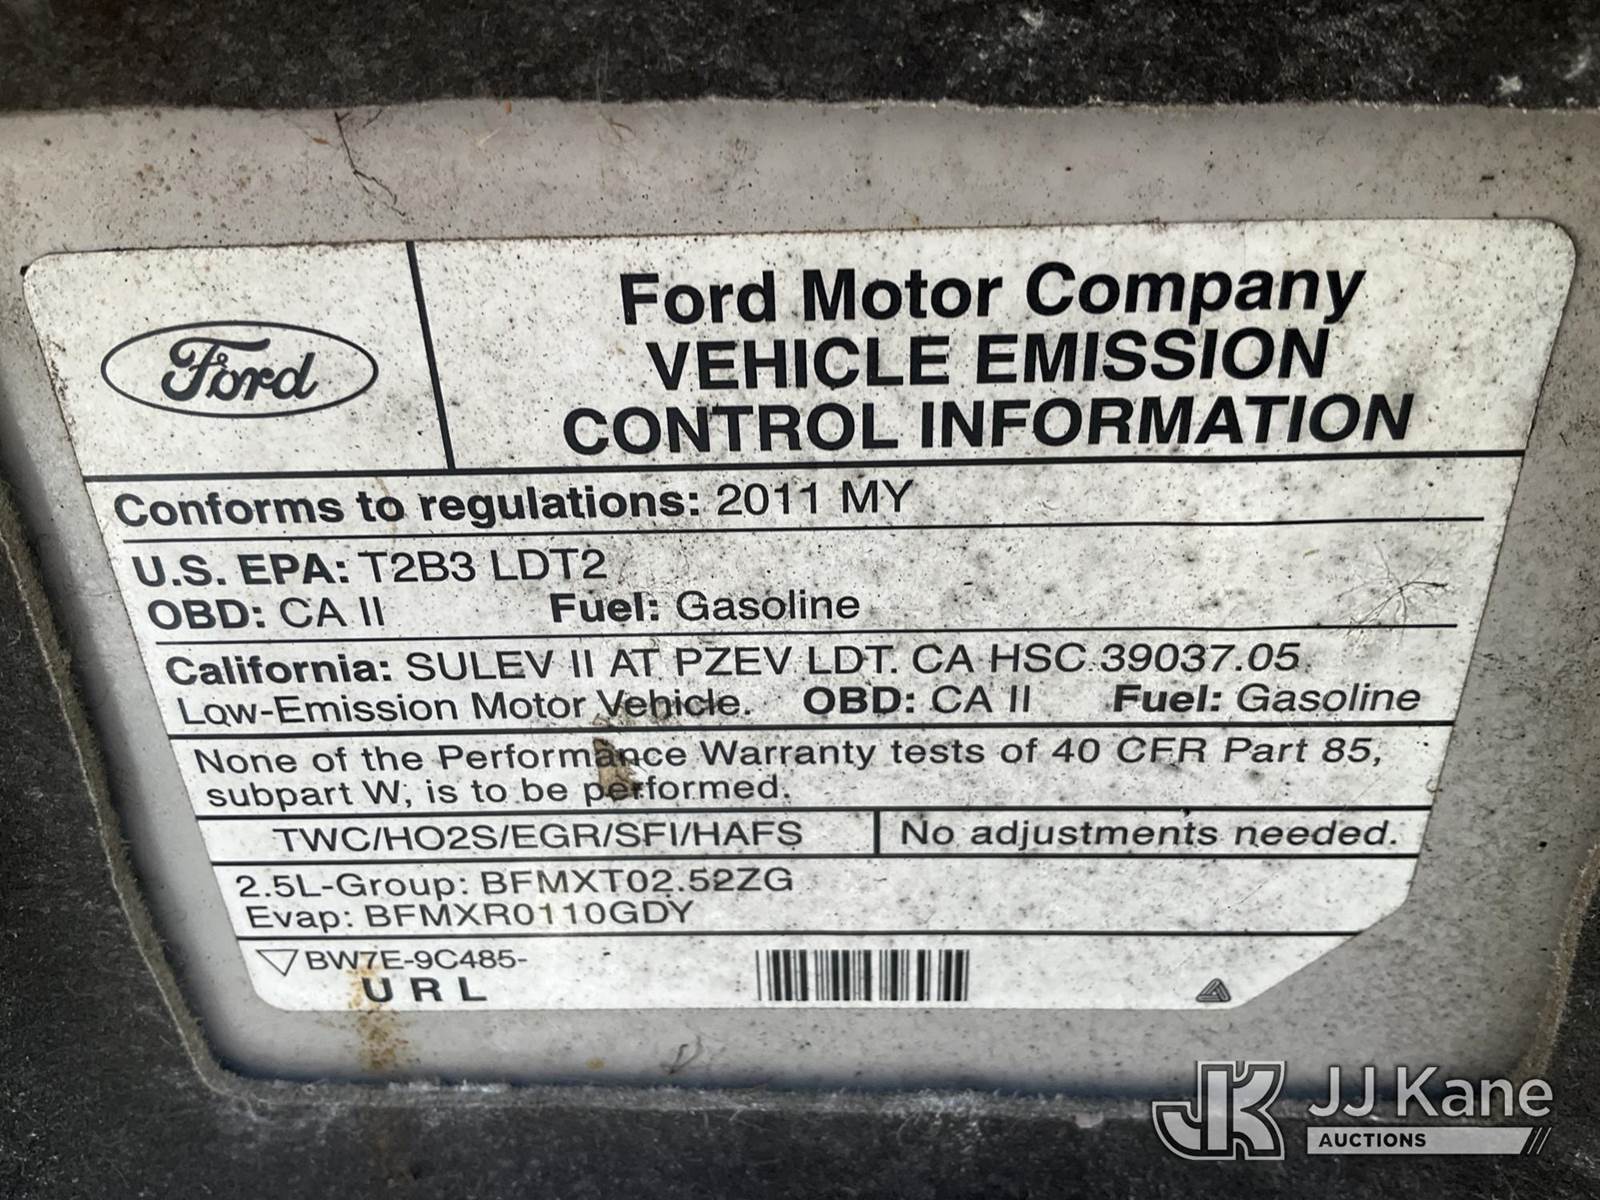 Ford
Ford Motor Company
VEHICLE EMISSION
CONTROL INFORMATION
Conforms to regulations: 2011 MY
U.S. EPA: T2B3 LDT2
OBD: CA II Fuel: Gasoline
California: SULEV II AT PZEV LDT. CA HSC 39037.05
Low-Emission Motor Vehicle. OBD: CA II Fuel: Gasoline
None of the Performance Warranty tests of 40 CFR Part 85,
subpart W, is to be performed.
TWC/HO2S/EGR/SFI/HAFS No adjustments needed.
2.5L-Group: BFMXT02.52ZG
Evap: BFMXR0110GDY
BW7E-9C485-
U R L
JK JJ Kane
AUCTIONS